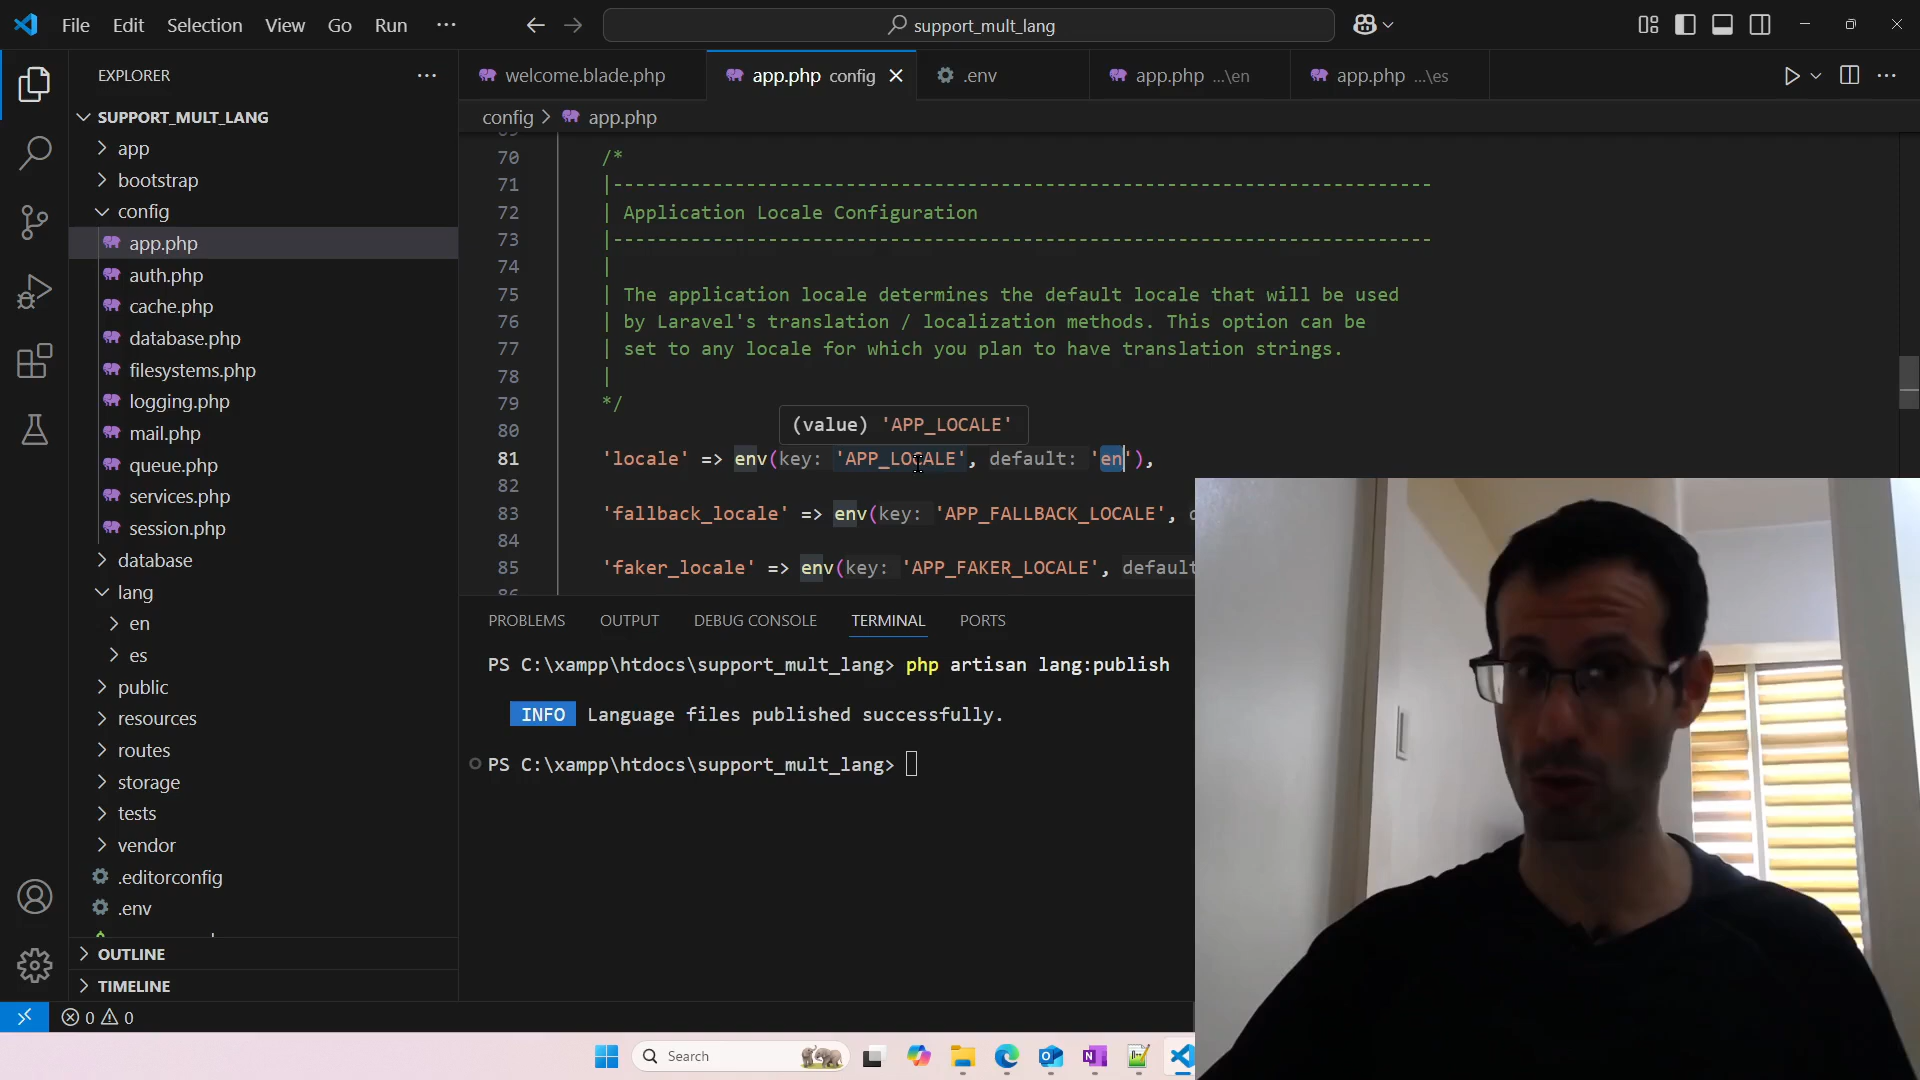 File Edit Selection View Go Run ···
support_mult_lang
EXPLORER
SUPPORT_MULT_LANG
app
bootstrap
config
app.php
auth.php
cache.php
database.php
filesystems.php
logging.php
mail.php
queue.php
services.php
session.php
database
lang
en
es
public
resources
routes
storage
tests
vendor
.editorconfig
.env
OUTLINE
TIMELINE
welcome.blade.php app.php config .env app.php ...\en app.php ...\es
config > app.php
70 /*
71 |--------------------------------------------------------------------------
72 | Application Locale Configuration
73 |--------------------------------------------------------------------------
74 |
75 | The application locale determines the default locale that will be used
76 | by Laravel's translation / localization methods. This option can be
77 | set to any locale for which you plan to have translation strings.
78 |
79 */
80
(value) 'APP_LOCALE'
81 'locale' => env(key: 'APP_LOCALE', default: 'en'),
82
83 'fallback_locale' => env(key: 'APP_FALLBACK_LOCALE',
84
85 'faker_locale' => env(key: 'APP_FAKER_LOCALE', default
PROBLEMS OUTPUT DEBUG CONSOLE TERMINAL PORTS
PS C:\xampp\htdocs\support_mult_lang> php artisan lang:publish
INFO Language files published successfully.
PS C:\xampp\htdocs\support_mult_lang>
0 0
Search